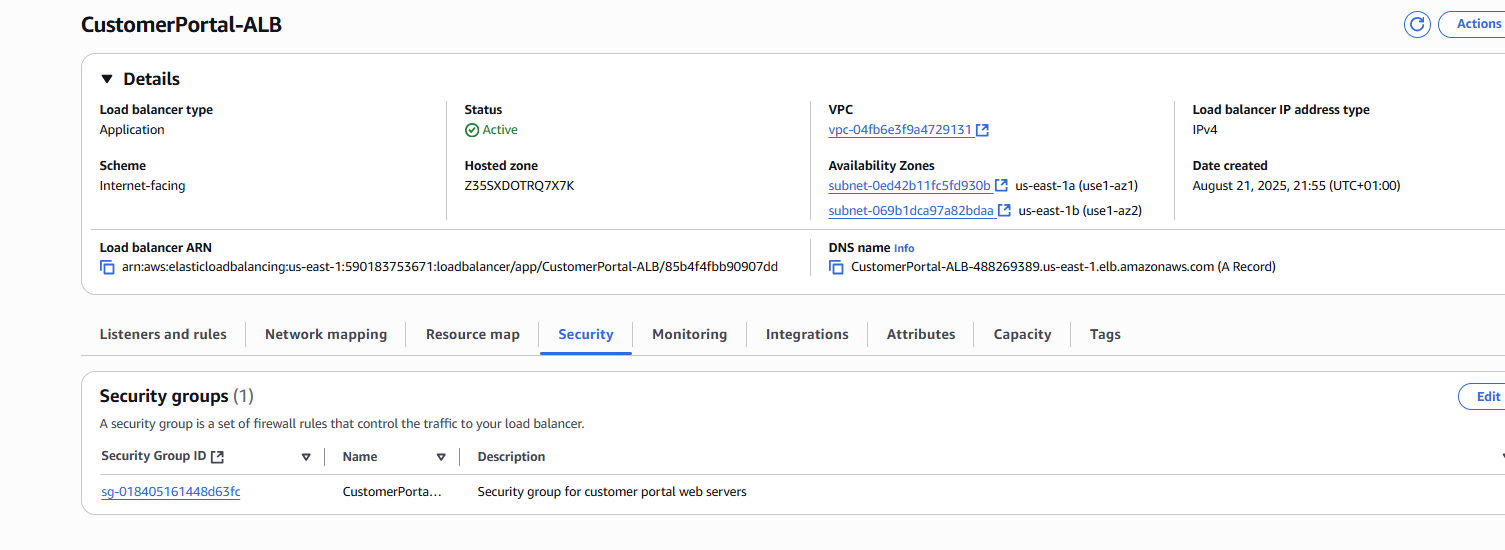 CustomerPortal-ALB
Actions
Details
Load balancer type
Application
Status
Active
VPC
vpc-04fb6e3f9a4729131
Load balancer IP address type
IPv4
Scheme
Internet-facing
Hosted zone
Z35SXDOTRQ7X7K
Availability Zones
subnet-0ed42b11fc5fd930b us-east-1a (use1-az1)
subnet-069b1dca97a82bdaa us-east-1b (use1-az2)
Date created
August 21, 2025, 21:55 (UTC+01:00)
Load balancer ARN
arn:aws:elasticloadbalancing:us-east-1:590183753671:loadbalancer/app/CustomerPortal-ALB/85b4f4fbb90907dd
DNS name Info
CustomerPortal-ALB-488269389.us-east-1.elb.amazonaws.com (A Record)
Listeners and rules Network mapping Resource map Security Monitoring Integrations Attributes Capacity Tags
Security groups (1)
Edit
A security group is a set of firewall rules that control the traffic to your load balancer.
Security Group ID Name Description
sg-018405161448d63fc CustomerPorta... Security group for customer portal web servers